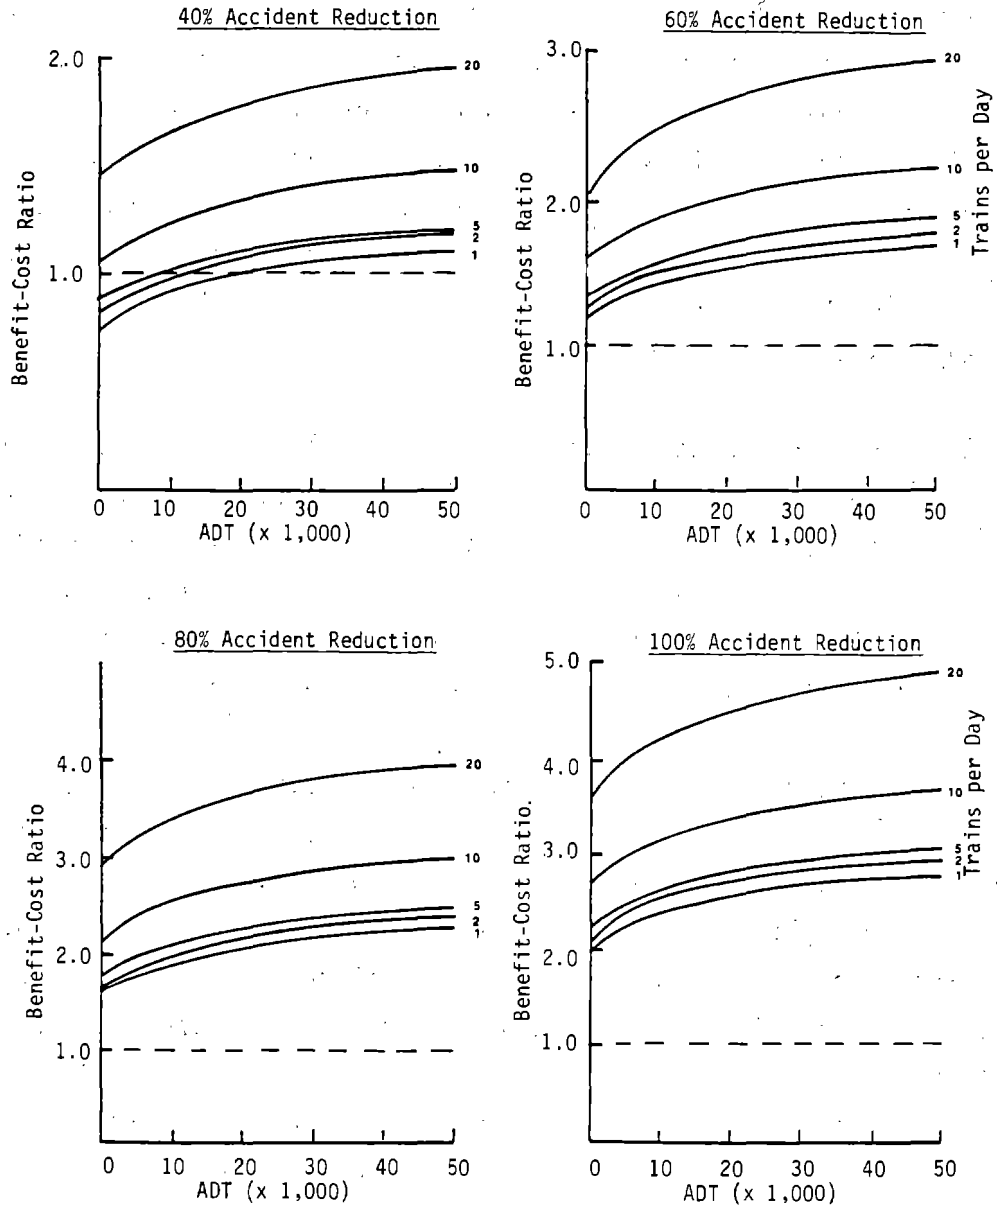 40% Accident Reduction
2.0
1.0
Benefit-Cost Ratio
20
10
5
2
1
0 10 20 30 40 50
ADT (x 1,000)
60% Accident Reduction
3.0
2.0
1.0
Benefit-Cost Ratio
20
10
5
2
1
Trains per Day
0 10 20 30 40 50
ADT (x 1,000)
80% Accident Reduction
4.0
3.0
2.0
1.0
Benefit-Cost Ratio
20
10
5
2
1
0 10 20 30 40 50
ADT (x 1,000)
100% Accident Reduction
5.0
4.0
3.0
2.0
1.0
Benefit-Cost Ratio
20
10
5
2
1
Trains per Day
0 10 20 30 40 50
ADT (x 1,000)